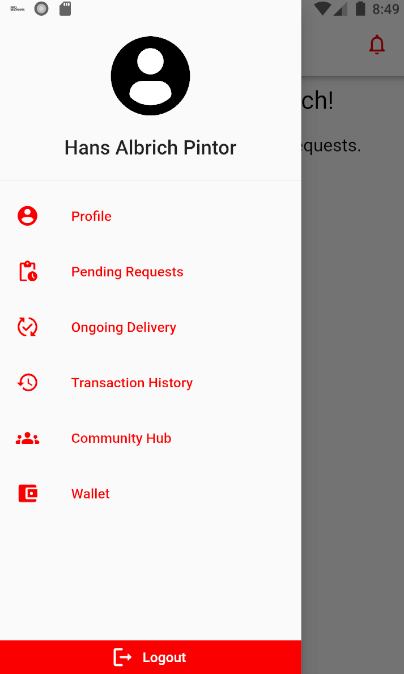 8:49
ch!
Hans Albrich Pintor
equests.
Profile
Pending Requests
Ongoing Delivery
Transaction History
Community Hub
Wallet
Logout